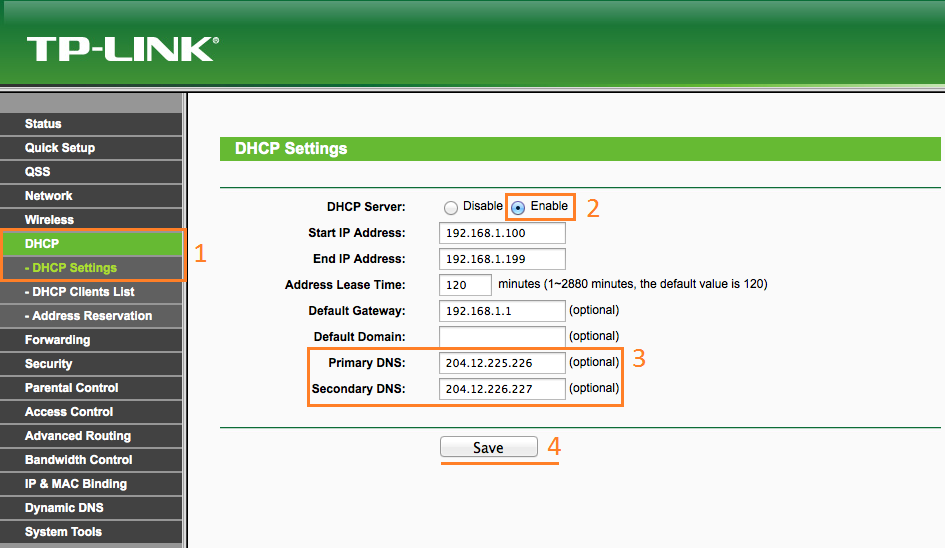 TP-LINK®
Status
Quick Setup
QSS
Network
Wireless
DHCP
- DHCP Settings
- DHCP Clients List
- Address Reservation
Forwarding
Security
Parental Control
Access Control
Advanced Routing
Bandwidth Control
IP & MAC Binding
Dynamic DNS
System Tools
1
DHCP Settings
DHCP Server: Disable Enable 2
Start IP Address: 192.168.1.100
End IP Address: 192.168.1.199
Address Lease Time: 120 minutes (1~2880 minutes, the default value is 120)
Default Gateway: 192.168.1.1 (optional)
Default Domain: (optional)
Primary DNS: 204.12.225.226 (optional) 3
Secondary DNS: 204.12.226.227 (optional)
Save 4